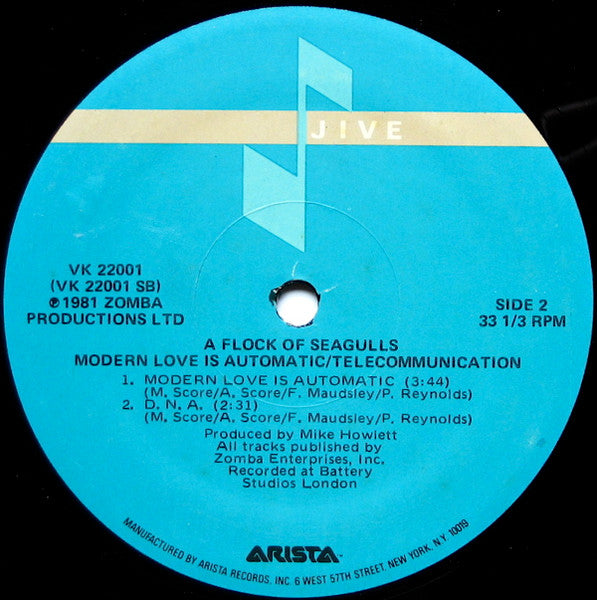 JIVE
VK 22001
(VK 22001 SB)
℗1981 ZOMBA
PRODUCTIONS LTD
SIDE 2
33 1/3 RPM
A FLOCK OF SEAGULLS
MODERN LOVE IS AUTOMATIC/TELECOMMUNICATION
1. MODERN LOVE IS AUTOMATIC (3:44)
(M. Score/A. Score/F. Maudsley/P. Reynolds)
2. D.N.A. (2:31)
(M. Score/A. Score/F. Maudsley/P. Reynolds)
Produced by Mike Howlett
All tracks published by
Zomba Enterprises, Inc.
Recorded at Battery
Studios London
ARISTA™
MANUFACTURED BY ARISTA RECORDS, INC. 6 WEST 57TH STREET, NEW YORK, N.Y. 10019